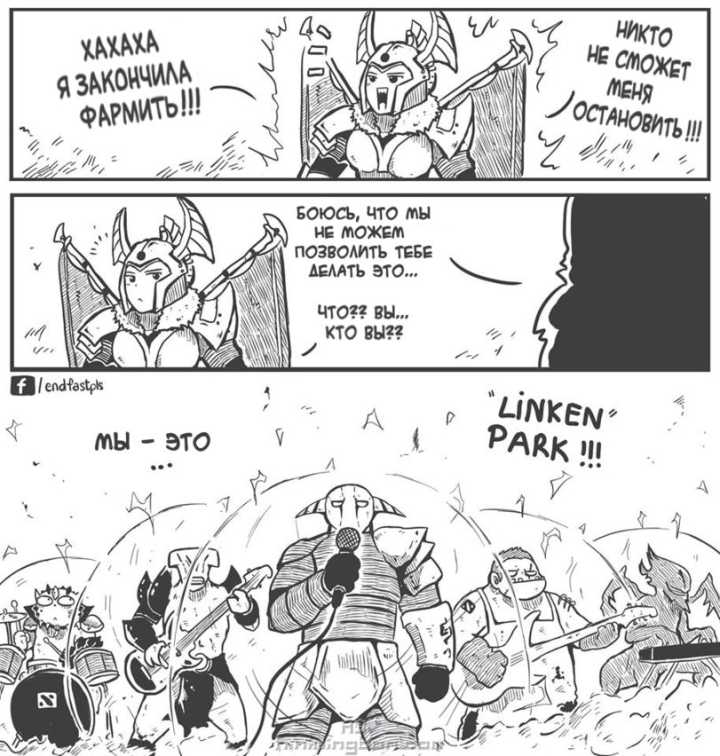 ХАХАХА
Я ЗАКОНЧИЛА
ФАРМИТЬ!!!
НИКТО
НЕ СМОЖЕТ
МЕНЯ
ОСТАНОВИТЬ!!!
БОЮСЬ, ЧТО МЫ
НЕ МОЖЕМ
ПОЗВОЛИТЬ ТЕБЕ
ДЕЛАТЬ ЭТО...
ЧТО?? ВЫ...
КТО ВЫ??
f /endfastpls
МЫ – ЭТО
...
"LiNKEN"
PARK !!!